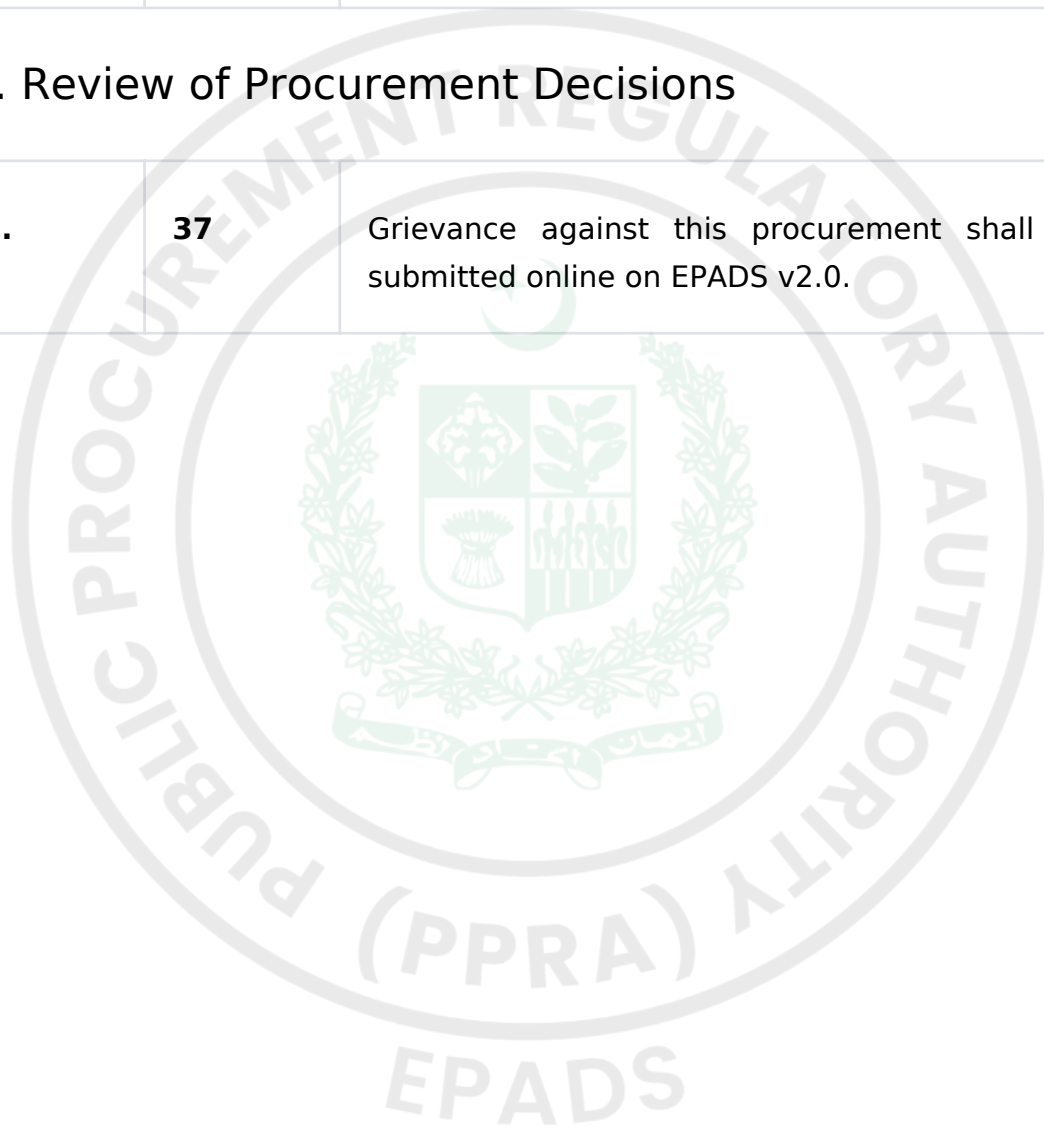 . Review of Procurement Decisions
. 37 Grievance against this procurement shall
submitted online on EPADS v2.0.
PUBLIC PROCUREMENT REGULATORY AUTHORITY
(PPRA)
EPADS